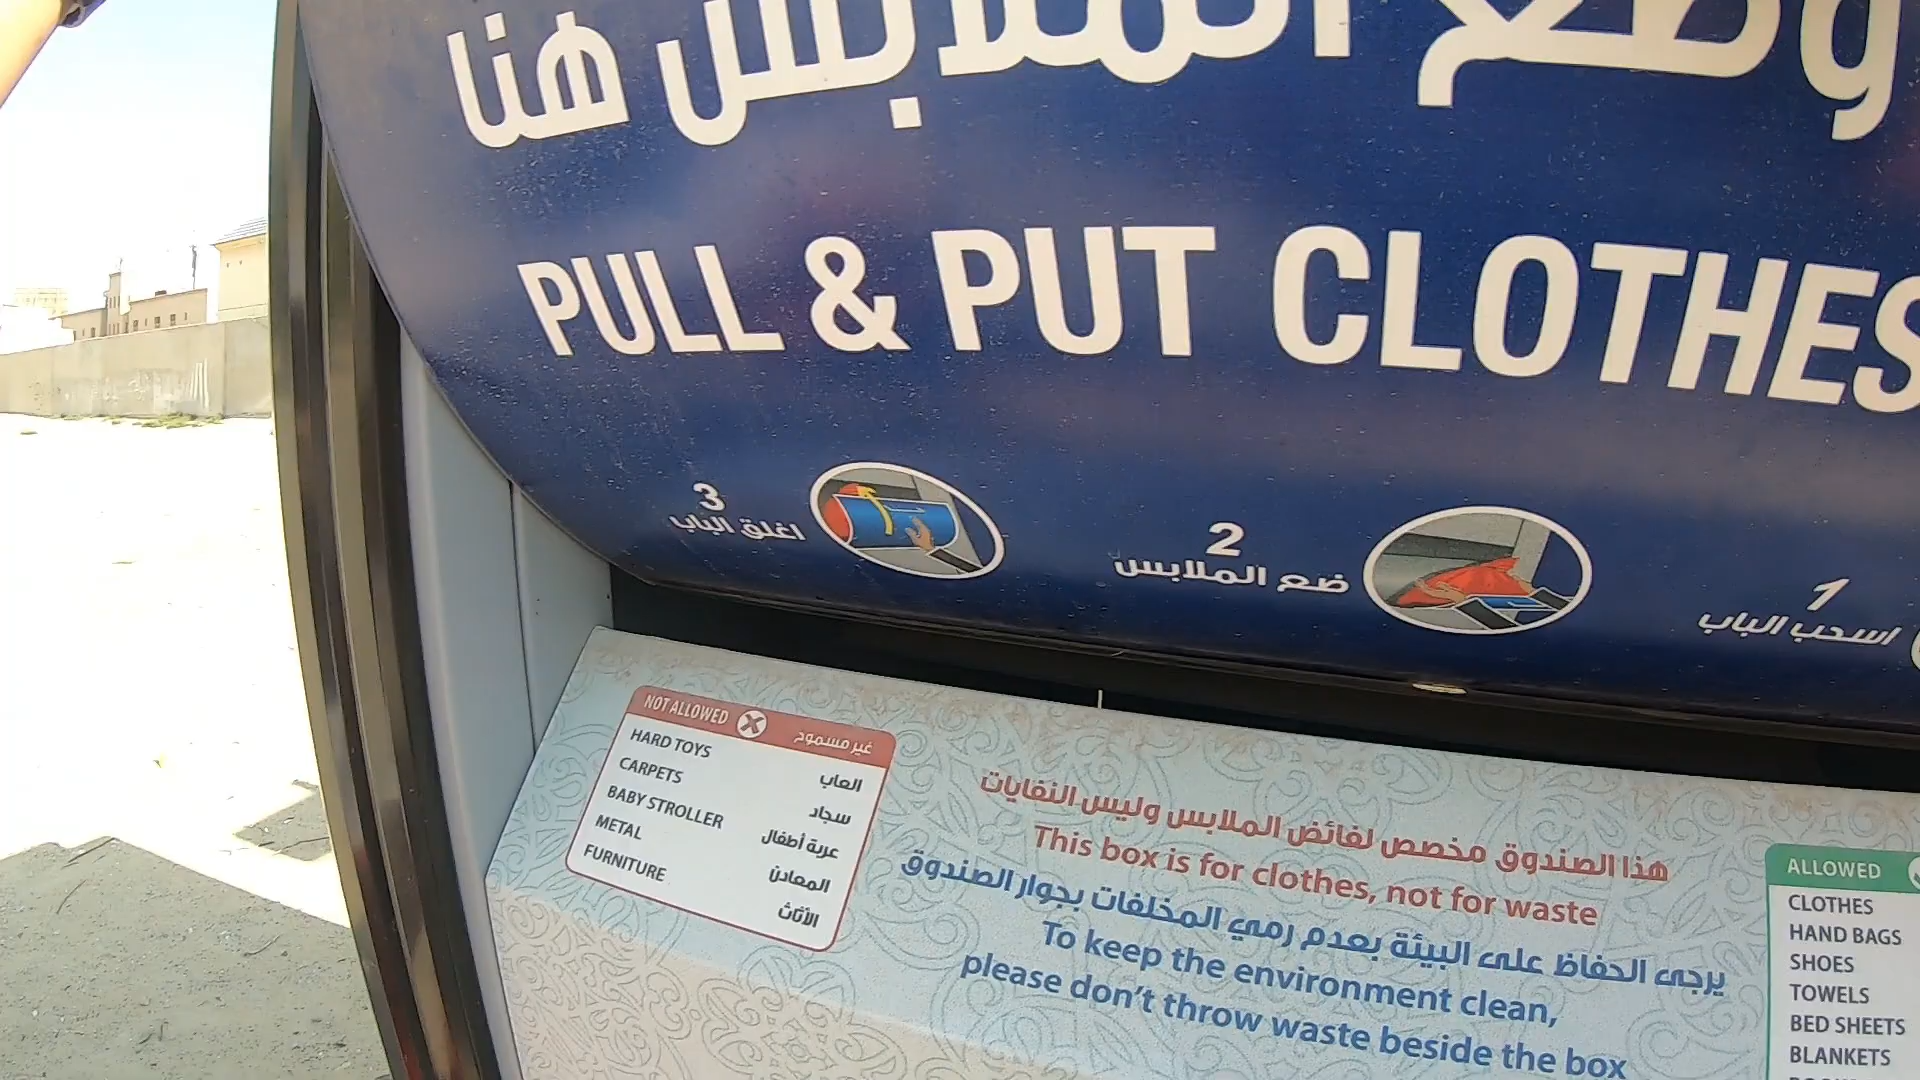 وضع الملابس هنا
PULL & PUT CLOTHES
1
اسحب الباب
2
ضع الملابس
3
اغلق الباب
NOT ALLOWED غير مسموح
HARD TOYS العاب
CARPETS سجاد
BABY STROLLER عربة أطفال
METAL المعادن
FURNITURE الأثاث
هذا الصندوق مخصص لفائض الملابس وليس النفايات
This box is for clothes, not for waste
يرجى الحفاظ على البيئة بعدم رمي المخلفات بجوار الصندوق
To keep the environment clean,
please don't throw waste beside the box
ALLOWED
CLOTHES
HAND BAGS
SHOES
TOWELS
BED SHEETS
BLANKETS